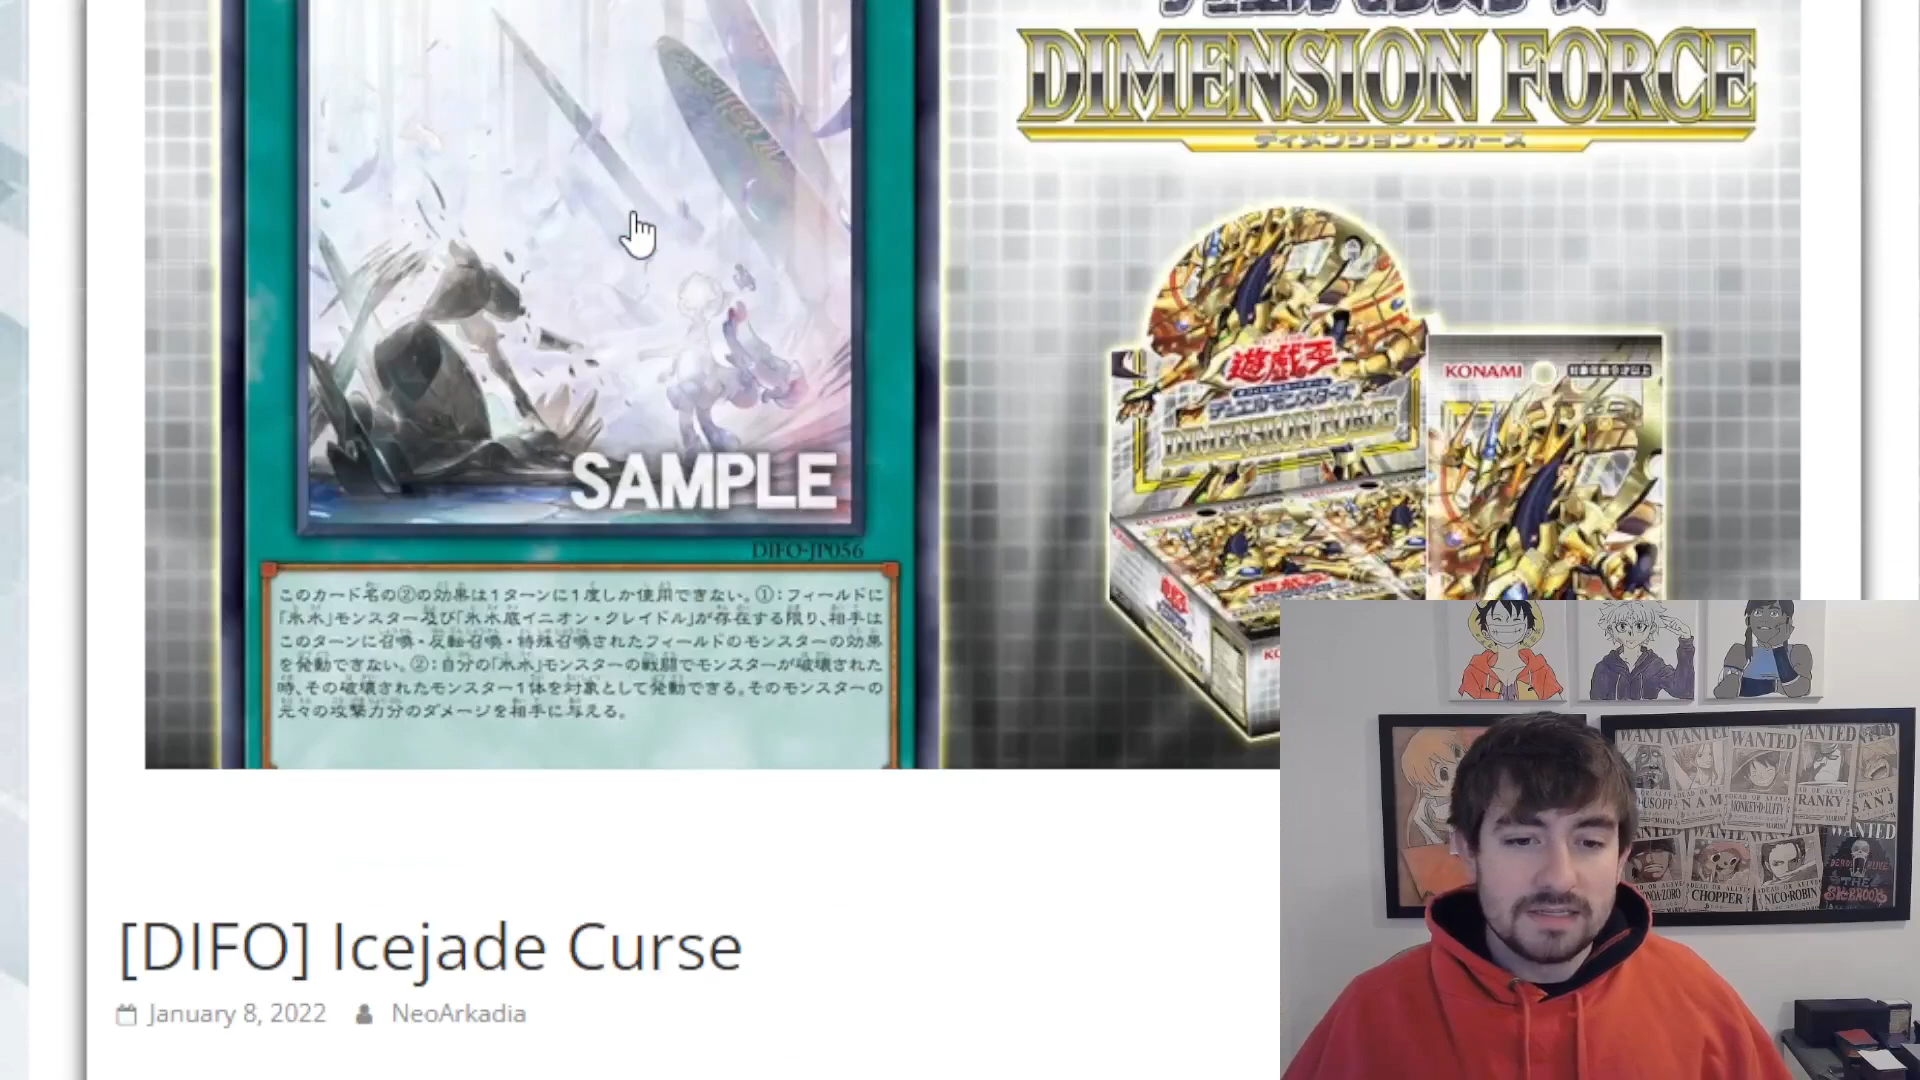 DIMENSION FORCE
ディメンション・フォース
SAMPLE
DIFO-JP056
このカード名の②の効果は1ターンに1度しか使用できない。①:フィールドに
「氷水」モンスター及び「氷水底イニオン・クレイドル」が存在する限り、相手は
このターンに召喚・反転召喚・特殊召喚されたフィールドのモンスターの効果
を発動できない。②:自分の「氷水」モンスターの戦闘でモンスターが破壊された
時、その破壊されたモンスター1体を対象として発動できる。そのモンスターの
元々の攻撃力分のダメージを相手に与える。
遊戯王
デュエルモンスターズ
DIMENSION FORCE
KONAMI
[DIFO] Icejade Curse
January 8, 2022 NeoArkadia
WANTED
DEAD OR ALIVE
MONKEY·D·LUFFY
CHOPPER
NICO·ROBIN
WANTED